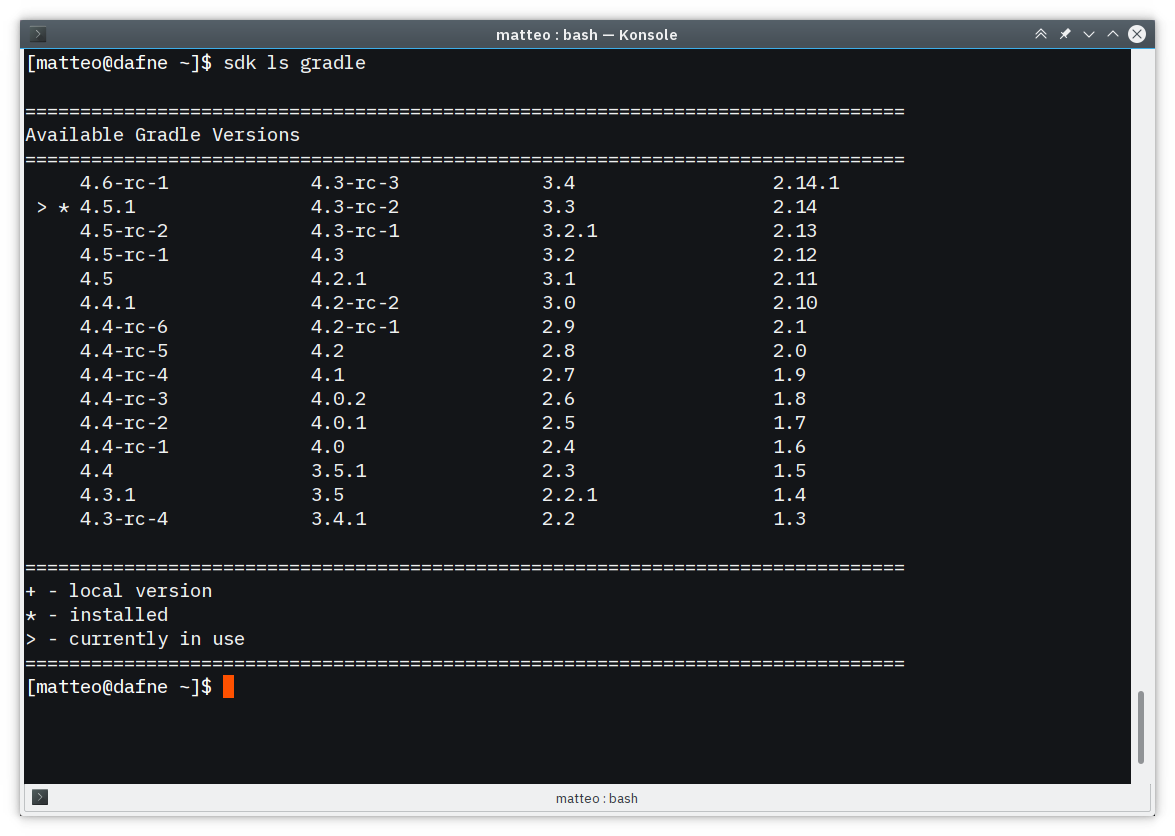 matteo : bash — Konsole
[matteo@dafne ~]$ sdk ls gradle
================================================================================
Available Gradle Versions
================================================================================
     4.6-rc-1             4.3-rc-3             3.4                  2.14.1
 > * 4.5.1                4.3-rc-2             3.3                  2.14
     4.5-rc-2             4.3-rc-1             3.2.1                2.13
     4.5-rc-1             4.3                  3.2                  2.12
     4.5                  4.2.1                3.1                  2.11
     4.4.1                4.2-rc-2             3.0                  2.10
     4.4-rc-6             4.2-rc-1             2.9                  2.1
     4.4-rc-5             4.2                  2.8                  2.0
     4.4-rc-4             4.1                  2.7                  1.9
     4.4-rc-3             4.0.2                2.6                  1.8
     4.4-rc-2             4.0.1                2.5                  1.7
     4.4-rc-1             4.0                  2.4                  1.6
     4.4                  3.5.1                2.3                  1.5
     4.3.1                3.5                  2.2.1                1.4
     4.3-rc-4             3.4.1                2.2                  1.3
================================================================================
+ - local version
* - installed
> - currently in use
================================================================================
[matteo@dafne ~]$
matteo : bash